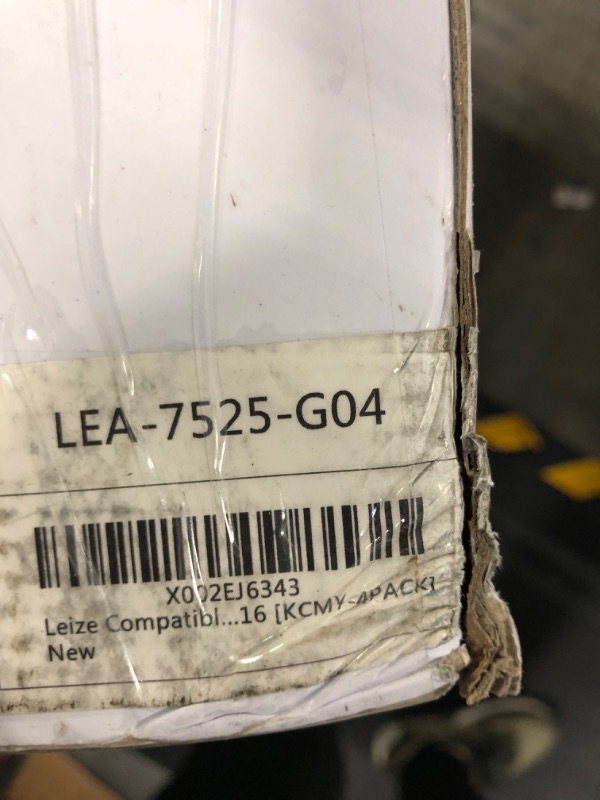 LEA-7525-G04
X002EJ6343
Leize Compatibl...16 [KCMY-4PACK]
New